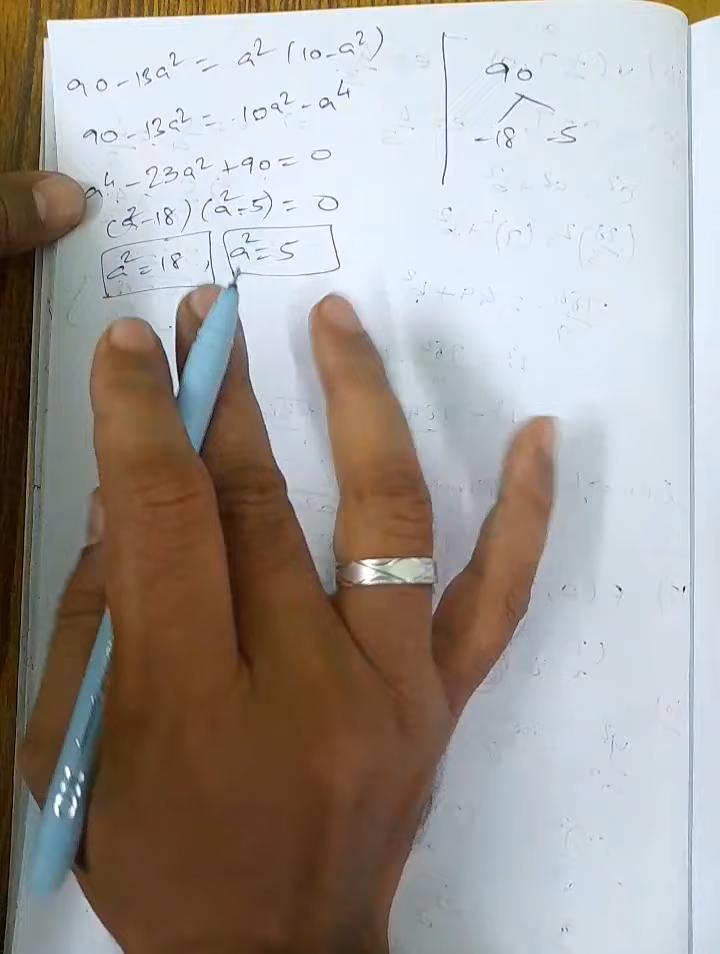 90 - 13a² = a² (10 - a²)
90 - 13a² = 10a² - a⁴
a⁴ - 23a² + 90 = 0
(a² - 18) (a² - 5) = 0
a² = 18, a² = 5
90
-18 -5